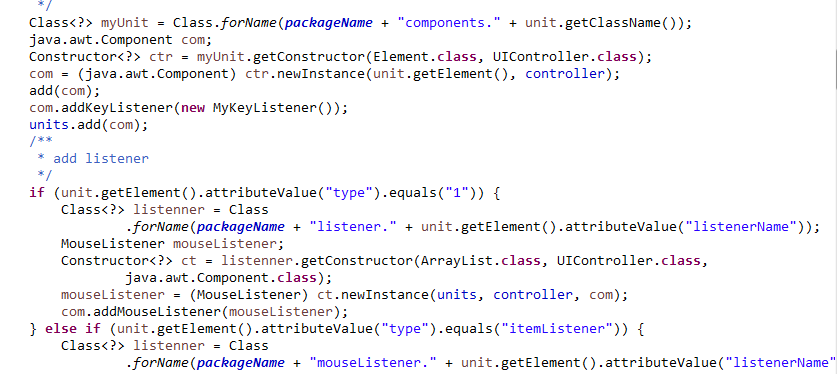 */
Class<?> myUnit = Class.forName(packageName + "components." + unit.getClassName());
java.awt.Component com;
Constructor<?> ctr = myUnit.getConstructor(Element.class, UIController.class);
com = (java.awt.Component) ctr.newInstance(unit.getElement(), controller);
add(com);
com.addKeyListener(new MyKeyListener());
units.add(com);
/**
* add listener
*/
if (unit.getElement().attributeValue("type").equals("1")) {
Class<?> listenner = Class
.forName(packageName + "listener." + unit.getElement().attributeValue("listenerName"));
MouseListener mouseListener;
Constructor<?> ct = listenner.getConstructor(ArrayList.class, UIController.class,
java.awt.Component.class);
mouseListener = (MouseListener) ct.newInstance(units, controller, com);
com.addMouseListener(mouseListener);
} else if (unit.getElement().attributeValue("type").equals("itemListener")) {
Class<?> listenner = Class
.forName(packageName + "mouseListener." + unit.getElement().attributeValue("listenerName"